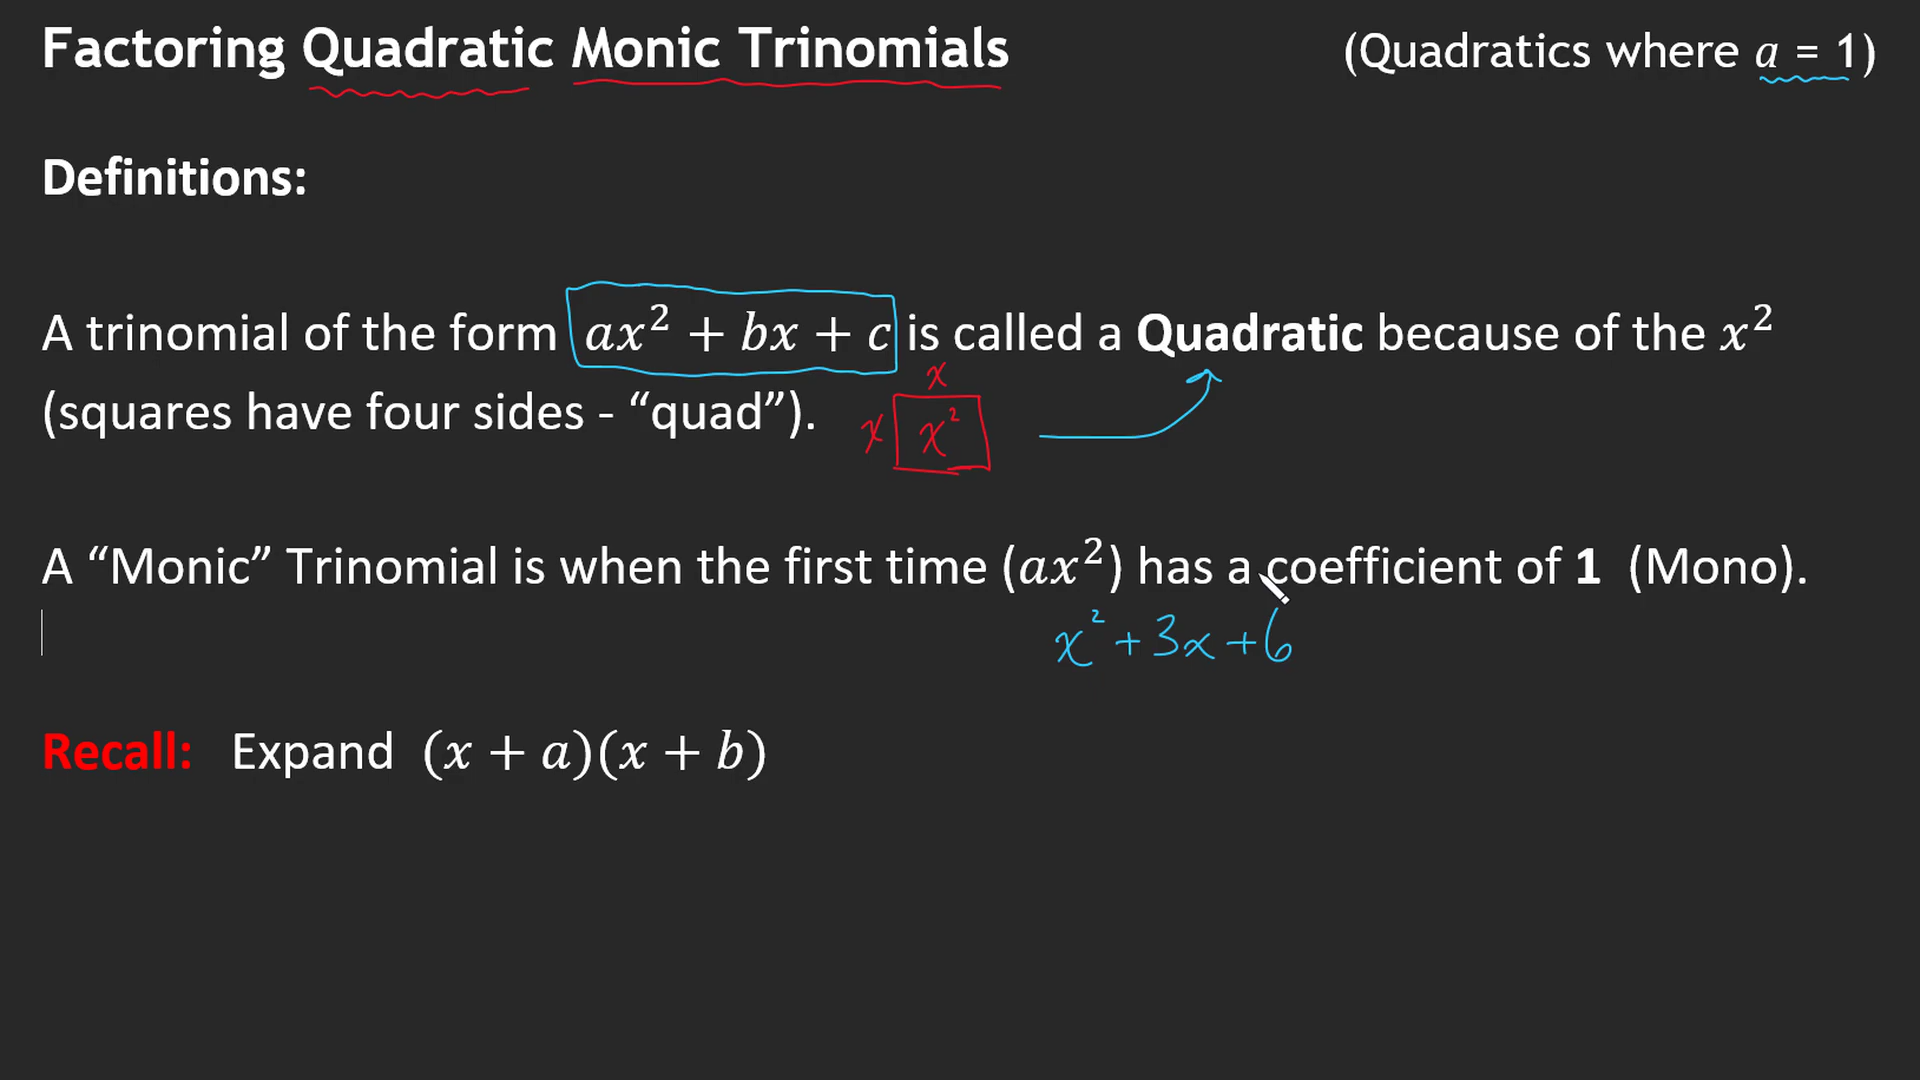 Factoring Quadratic Monic Trinomials (Quadratics where a = 1)
Definitions:
A trinomial of the form ax² + bx + c is called a Quadratic because of the x²
(squares have four sides - “quad”).
x
x x²
A “Monic” Trinomial is when the first time (ax²) has a coefficient of 1 (Mono).
x² + 3x + 6
Recall: Expand (x + a)(x + b)